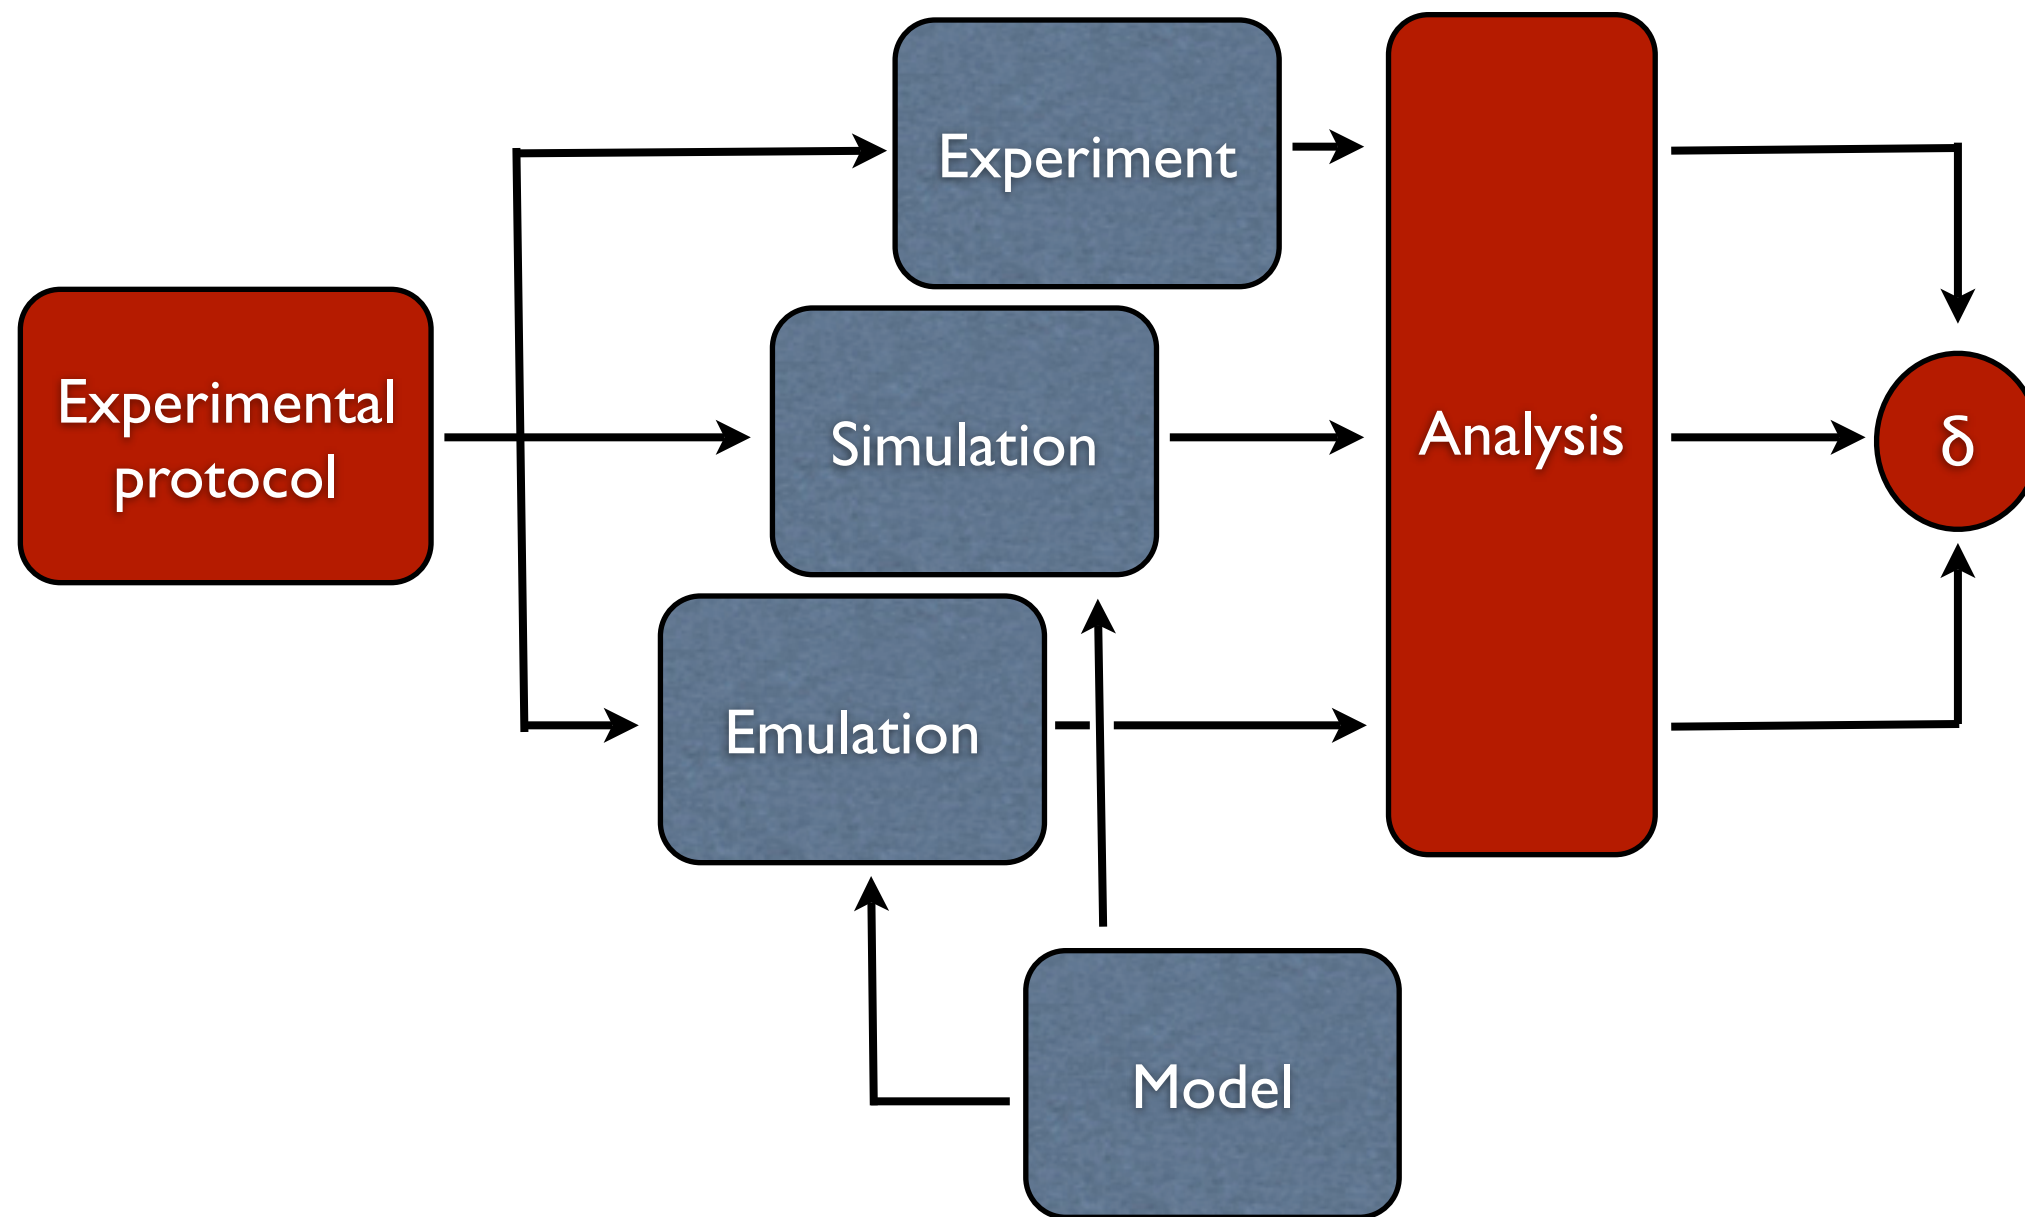 Experiment
Experimental
protocol
Simulation
Analysis
δ
Emulation
Model